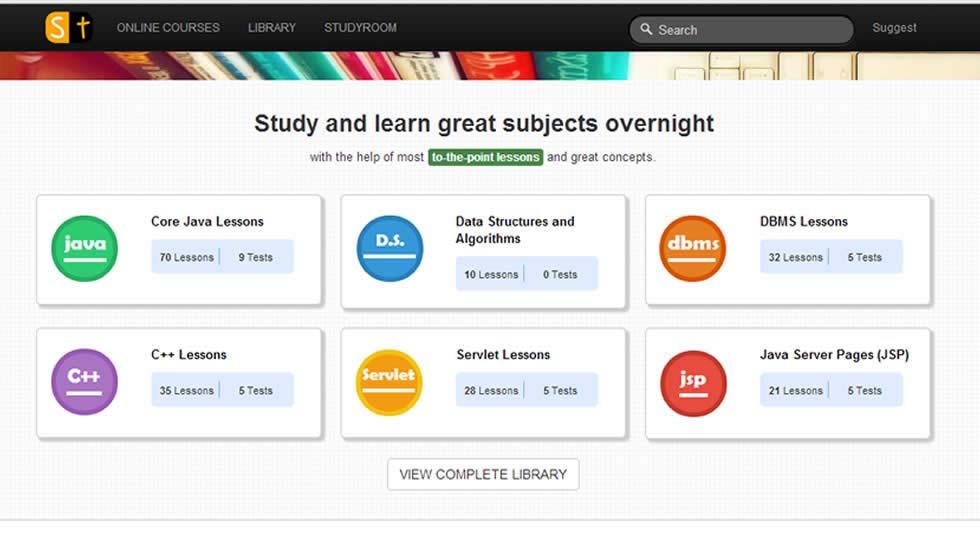 St ONLINE COURSES LIBRARY STUDYROOM Search Suggest
Study and learn great subjects overnight
with the help of most to-the-point lessons and great concepts.
java
Core Java Lessons
70 Lessons 9 Tests
D.S.
Data Structures and
Algorithms
10 Lessons 0 Tests
dbms
DBMS Lessons
32 Lessons 5 Tests
C++
C++ Lessons
35 Lessons 5 Tests
Servlet
Servlet Lessons
28 Lessons 5 Tests
jsp
Java Server Pages (JSP)
21 Lessons 5 Tests
VIEW COMPLETE LIBRARY